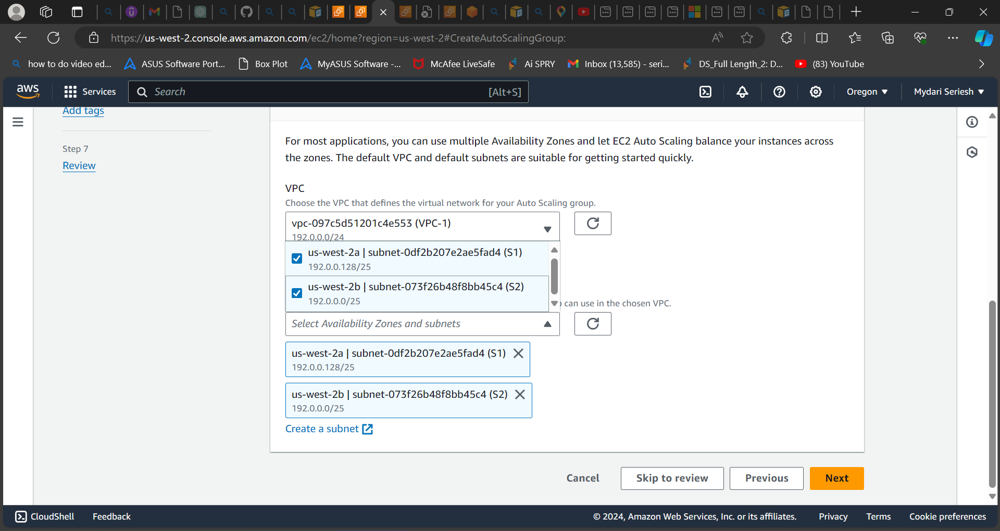 https://us-west-2.console.aws.amazon.com/ec2/home?region=us-west-2#CreateAutoScalingGroup:
how to do video ed...
ASUS Software Port...
Box Plot
MyASUS Software -...
McAfee LiveSafe
Ai SPRY
Inbox (13,585) - seri...
DS_Full Length_2: D...
(83) YouTube
aws
Services
Search
[Alt+S]
Oregon
Mydari Seriesh
Add tags
Step 7
Review
For most applications, you can use multiple Availability Zones and let EC2 Auto Scaling balance your instances across
the zones. The default VPC and default subnets are suitable for getting started quickly.
VPC
Choose the VPC that defines the virtual network for your Auto Scaling group.
vpc-097c5d51201c4e553 (VPC-1)
192.0.0.0/24
us-west-2a | subnet-0df2b207e2ae5fad4 (S1)
192.0.0.128/25
us-west-2b | subnet-073f26b48f8bb45c4 (S2)
192.0.0.0/25
can use in the chosen VPC.
Select Availability Zones and subnets
us-west-2a | subnet-0df2b207e2ae5fad4 (S1)
192.0.0.128/25
us-west-2b | subnet-073f26b48f8bb45c4 (S2)
192.0.0.0/25
Create a subnet
Cancel
Skip to review
Previous
Next
CloudShell
Feedback
© 2024, Amazon Web Services, Inc. or its affiliates.
Privacy
Terms
Cookie preferences